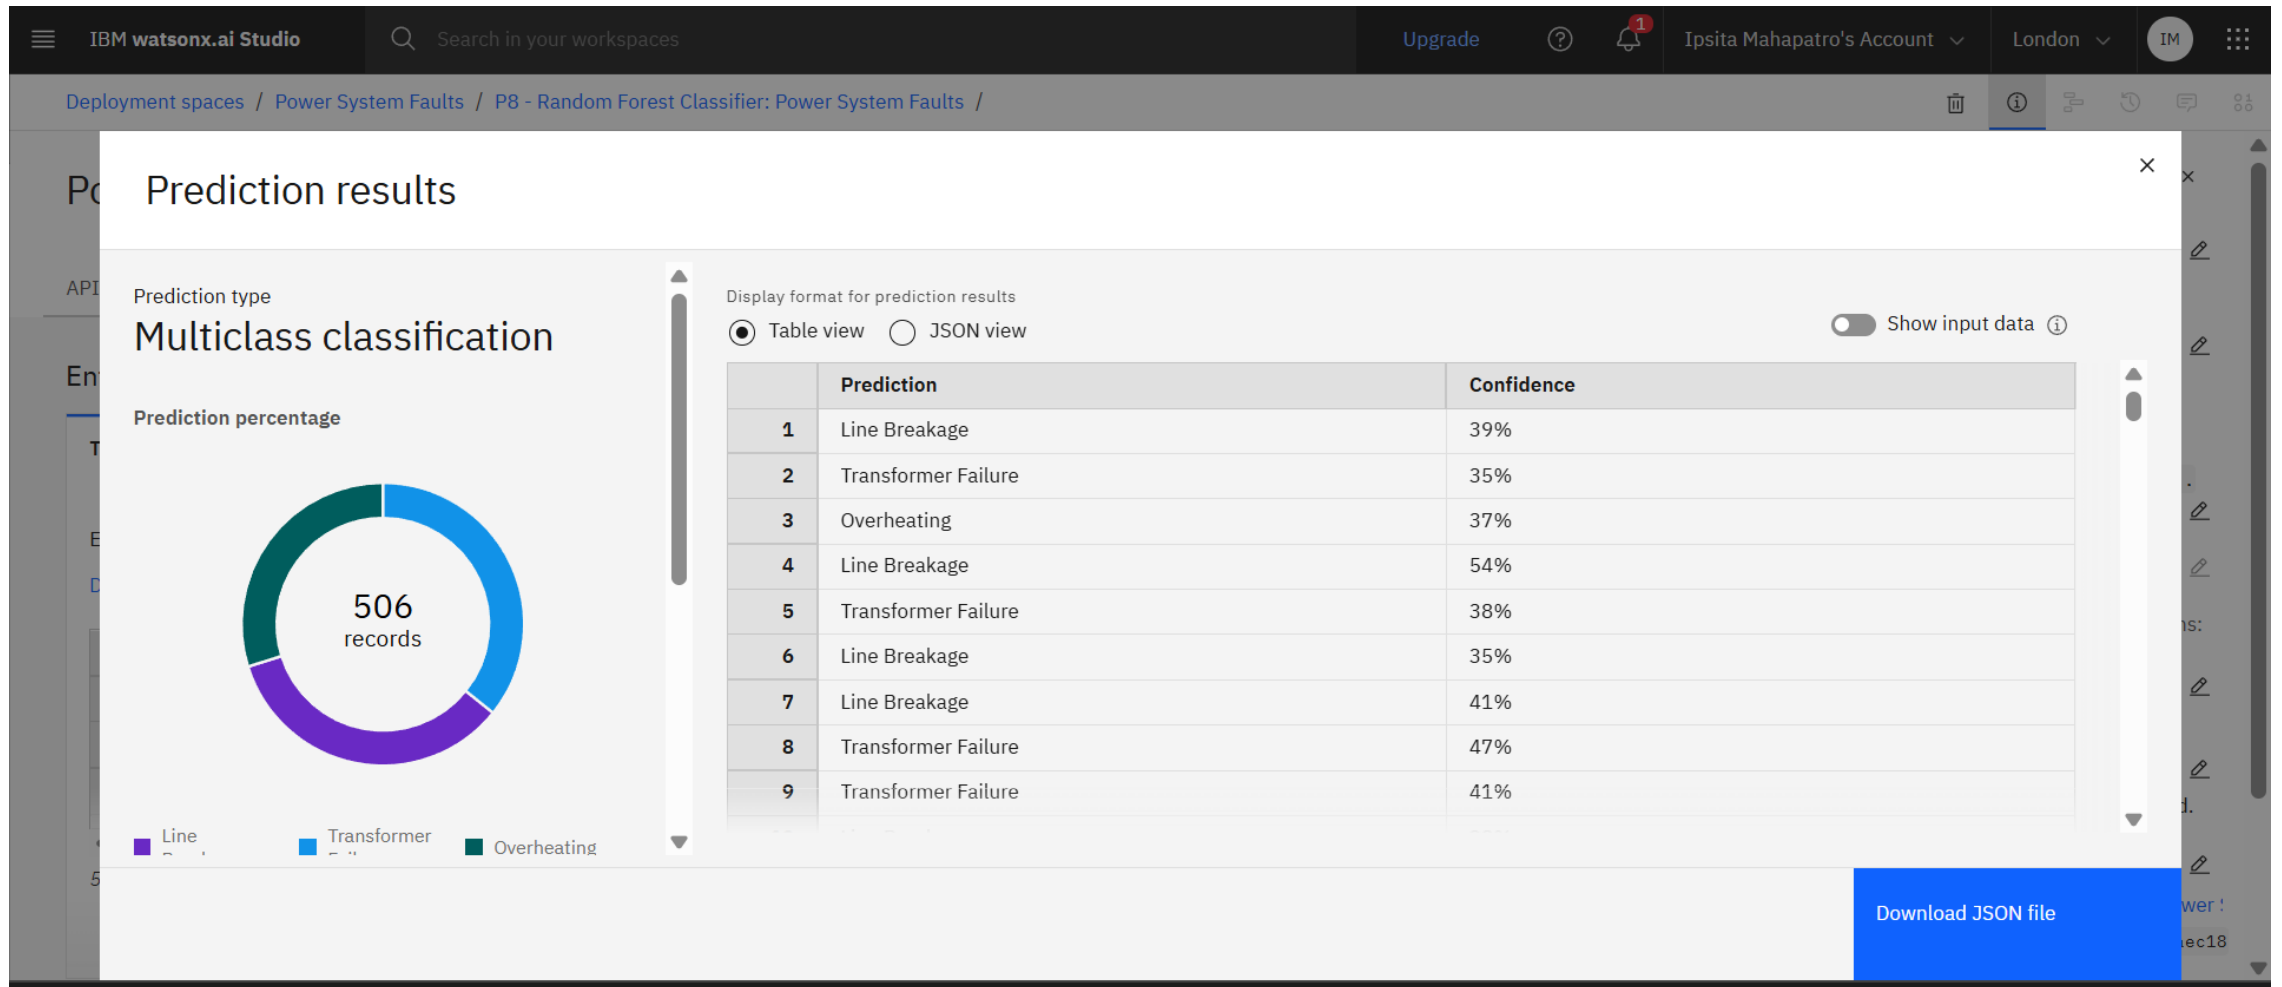 IBM watsonx.ai Studio
Search in your workspaces
Upgrade
1
Ipsita Mahapatro's Account
London
IM
Deployment spaces / Power System Faults / P8 - Random Forest Classifier: Power System Faults /
Prediction results
API
Prediction type
Multiclass classification
Prediction percentage
506
records
Line
Transformer
Overheating
Display format for prediction results
Table view
JSON view
Show input data
Prediction Confidence
1 Line Breakage 39%
2 Transformer Failure 35%
3 Overheating 37%
4 Line Breakage 54%
5 Transformer Failure 38%
6 Line Breakage 35%
7 Line Breakage 41%
8 Transformer Failure 47%
9 Transformer Failure 41%
Download JSON file